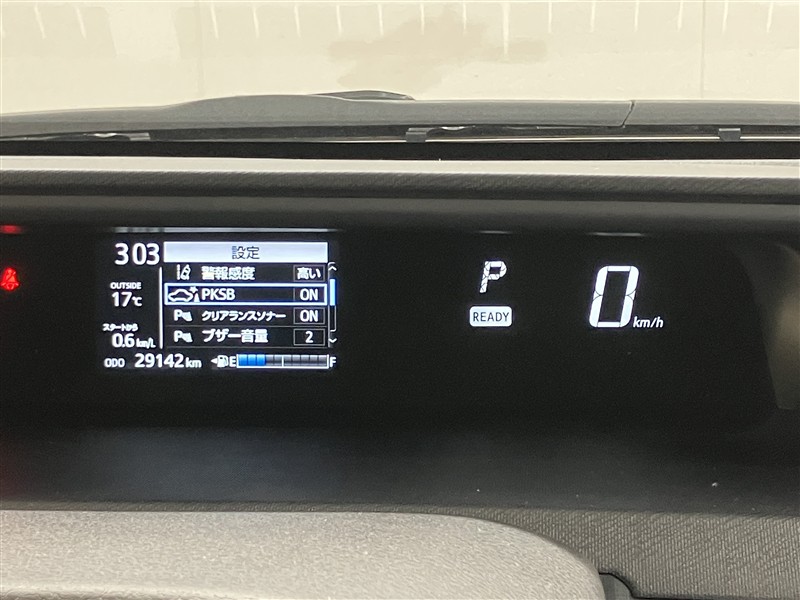 3:03
設定
警報感度 高い
OUTSIDE
17℃
PKSB ON
クリアランスソナー ON
スタートから
0.6 km/L
ブザー音量 2
ODO 29142 km
E F
P
READY
0 km/h